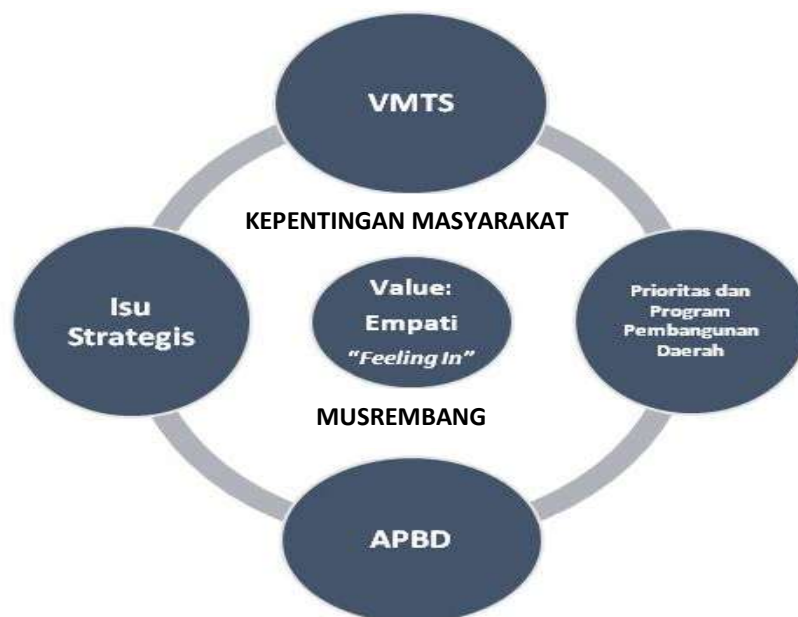 VMTS
KEPENTINGAN MASYARAKAT
Isu
Strategis
Value:
Empati
"Feeling In"
Prioritas dan
Program
Pembangunan
Daerah
MUSREMBANG
APBD